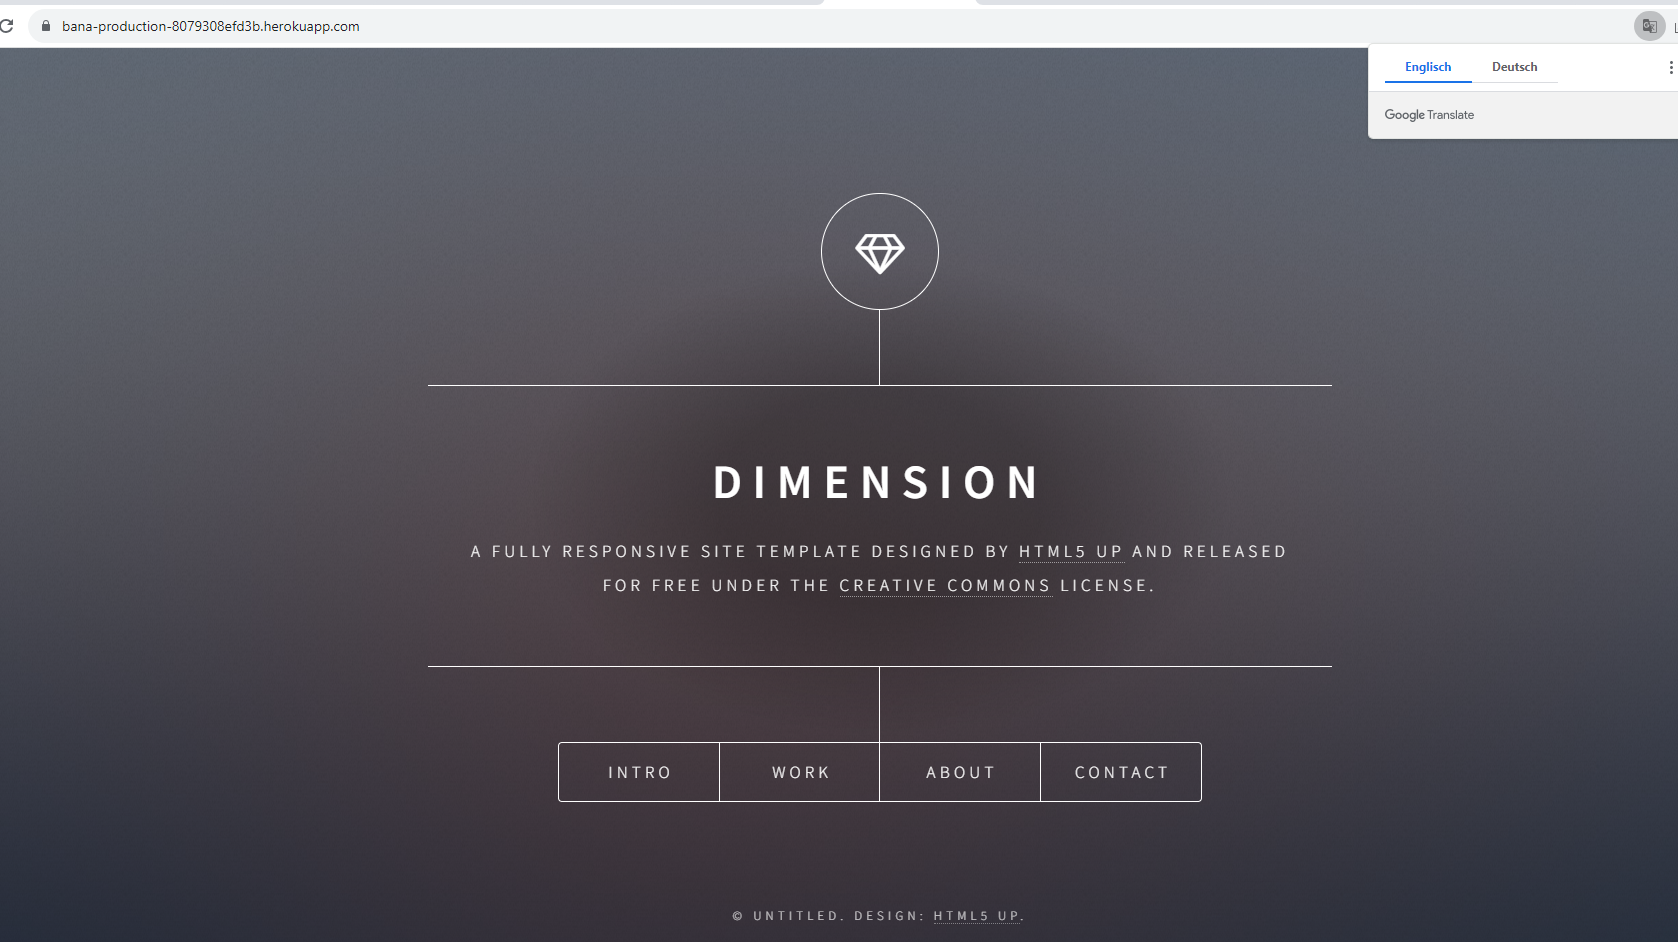 bana-production-8079308efd3b.herokuapp.com
Englisch Deutsch
Google Translate
DIMENSION
A FULLY RESPONSIVE SITE TEMPLATE DESIGNED BY HTML5 UP AND RELEASED
FOR FREE UNDER THE CREATIVE COMMONS LICENSE.
INTRO WORK ABOUT CONTACT
© UNTITLED. DESIGN: HTML5 UP.